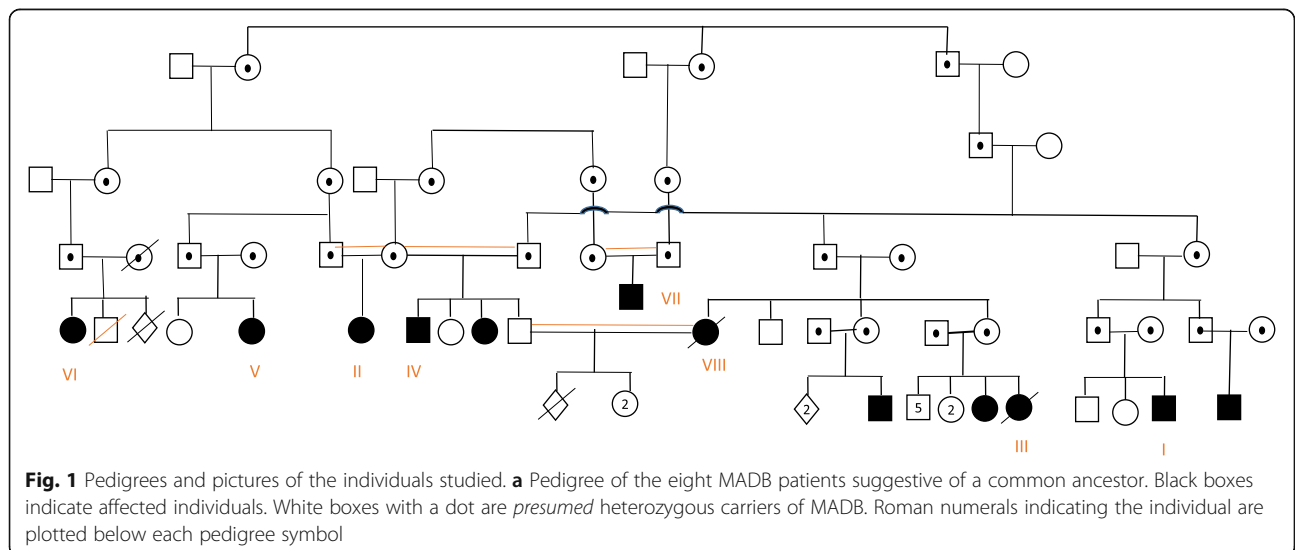 VII
VI
V
II
IV
VIII
2
2
5
2
III
I
Fig. 1 Pedigrees and pictures of the individuals studied. a Pedigree of the eight MADB patients suggestive of a common ancestor. Black boxes
indicate affected individuals. White boxes with a dot are presumed heterozygous carriers of MADB. Roman numerals indicating the individual are
plotted below each pedigree symbol